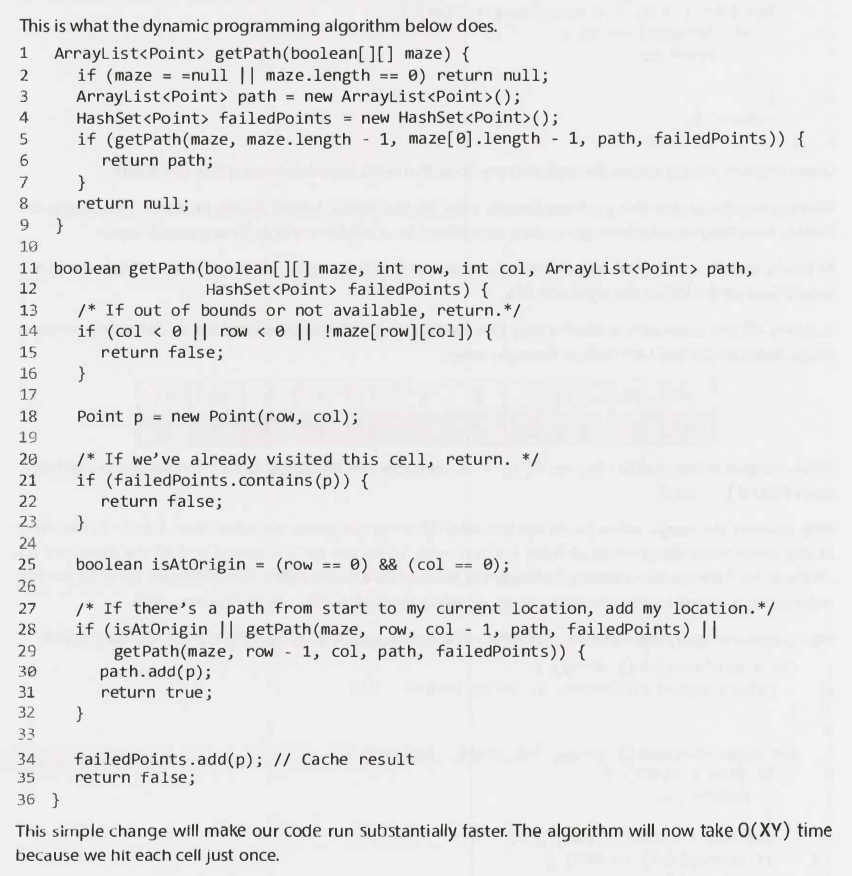 This is what the dynamic programming algorithm below does.
1 ArrayList<Point> getPath(boolean[][] maze) {
2 if (maze = =null || maze.length == 0) return null;
3 ArrayList<Point> path = new ArrayList<Point>();
4 HashSet<Point> failedPoints = new HashSet<Point>();
5 if (getPath(maze, maze.length - 1, maze[0].length - 1, path, failedPoints)) {
6 return path;
7 }
8 return null;
9 }
10
11 boolean getPath(boolean[][] maze, int row, int col, ArrayList<Point> path,
12 HashSet<Point> failedPoints) {
13 /* If out of bounds or not available, return.*/
14 if (col < 0 || row < 0 || !maze[row][col]) {
15 return false;
16 }
17
18 Point p = new Point(row, col);
19
20 /* If we've already visited this cell, return. */
21 if (failedPoints.contains(p)) {
22 return false;
23 }
24
25 boolean isAtOrigin = (row == 0) && (col == 0);
26
27 /* If there's a path from start to my current location, add my location.*/
28 if (isAtOrigin || getPath(maze, row, col - 1, path, failedPoints) ||
29 getPath(maze, row - 1, col, path, failedPoints)) {
30 path.add(p);
31 return true;
32 }
33
34 failedPoints.add(p); // Cache result
35 return false;
36 }
This simple change will make our code run substantially faster. The algorithm will now take O(XY) time
because we hit each cell just once.